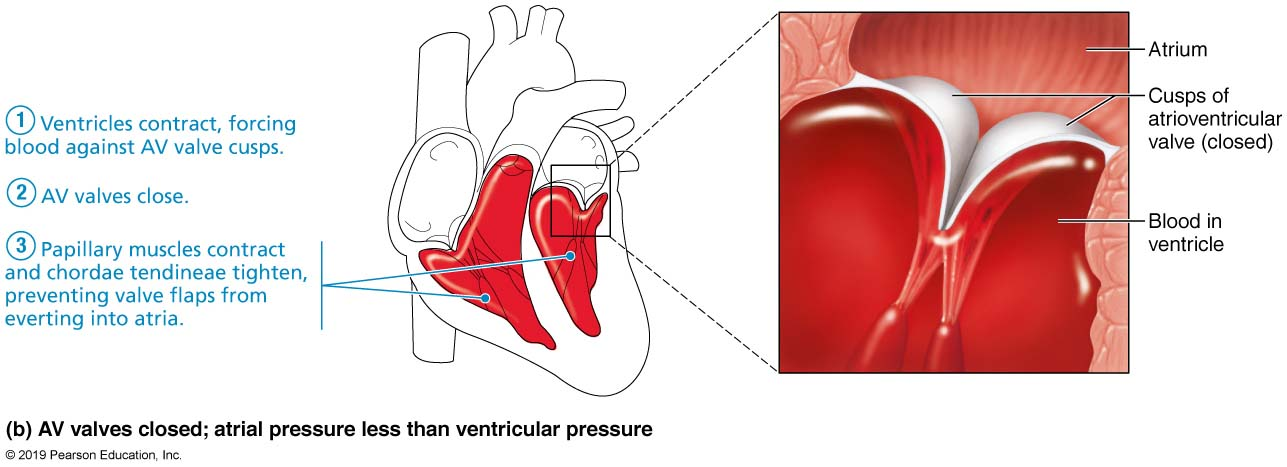 ① Ventricles contract, forcing
blood against AV valve cusps.
② AV valves close.
③ Papillary muscles contract
and chordae tendineae tighten,
preventing valve flaps from
everting into atria.
Atrium
Cusps of
atrioventricular
valve (closed)
Blood in
ventricle
(b) AV valves closed; atrial pressure less than ventricular pressure
© 2019 Pearson Education, Inc.